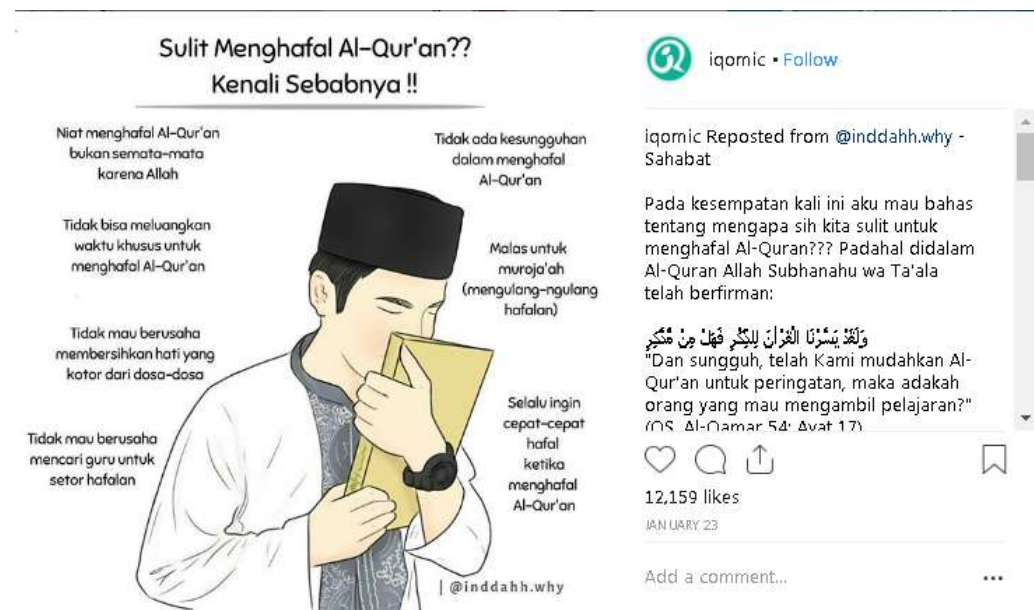 Sulit Menghafal Al-Qur'an??
Kenali Sebabnya !!
Niat menghafal Al-Qur'an
bukan semata-mata
karena Allah
Tidak bisa meluangkan
waktu khusus untuk
menghafal Al-Qur'an
Tidak mau berusaha
membersihkan hati yang
kotor dari dosa-dosa
Tidak mau berusaha
mencari guru untuk
setor hafalan
Tidak ada kesungguhan
dalam menghafal
Al-Qur'an
Malas untuk
muroja'ah
(mengulang-ngulang
hafalan)
Selalu ingin
cepat-cepat
hafal
ketika
menghafal
Al-Qur'an
| @inddahh.why
iqomic • Follow
iqomic Reposted from @inddahh.why -
Sahabat
Pada kesempatan kali ini aku mau bahas
tentang mengapa sih kita sulit untuk
menghafal Al-Quran??? Padahal didalam
Al-Quran Allah Subhanahu wa Ta'ala
telah berfirman:
وَلَقَدْ يَسَّرْنَا الْقُرْاٰنَ لِلذِّكْرِ فَهَلْ مِنْ مُّدَّكِرٍ
"Dan sungguh, telah Kami mudahkan Al-
Qur'an untuk peringatan, maka adakah
orang yang mau mengambil pelajaran?"
(QS. Al-Qamar 54: Ayat 17)
12,159 likes
JANUARY 23
Add a comment...